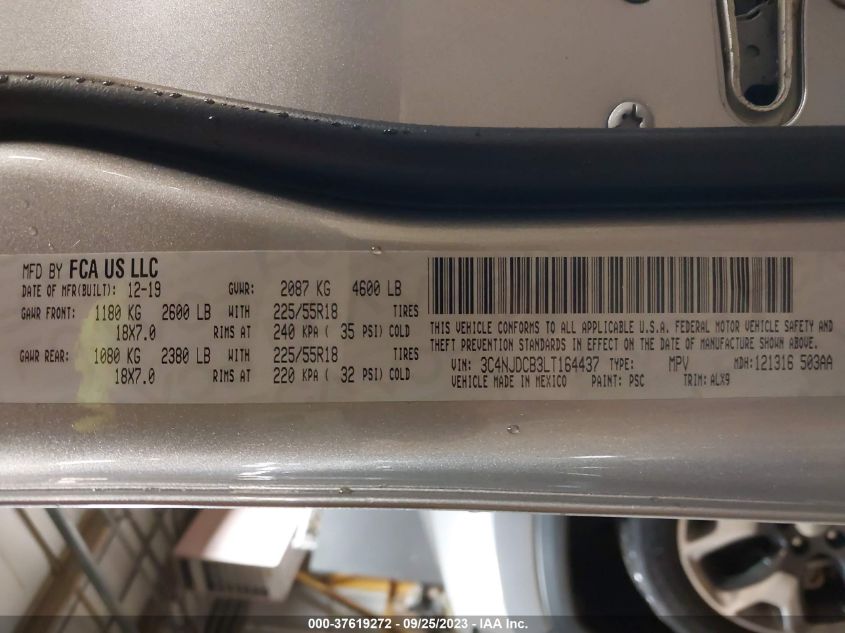 MFD BY FCA US LLC
DATE OF MFR(BUILT): 12-19 GVWR: 2087 KG 4600 LB
GAWR FRONT: 1180 KG 2600 LB WITH 225/55R18 TIRES
18X7.0 RIMS AT 240 KPA ( 35 PSI) COLD
GAWR REAR: 1080 KG 2380 LB WITH 225/55R18 TIRES
18X7.0 RIMS AT 220 KPA ( 32 PSI) COLD
THIS VEHICLE CONFORMS TO ALL APPLICABLE U.S.A. FEDERAL MOTOR VEHICLE SAFETY AND
THEFT PREVENTION STANDARDS IN EFFECT ON THE DATE OF MANUFACTURE SHOWN ABOVE.
VIN: 3C4NJDCB3LT164437 TYPE: MPV MDH:121316 503AA
VEHICLE MADE IN MEXICO PAINT: PSC TRIM: ALX9
000-37619272 - 09/25/2023 - © IAA Inc.